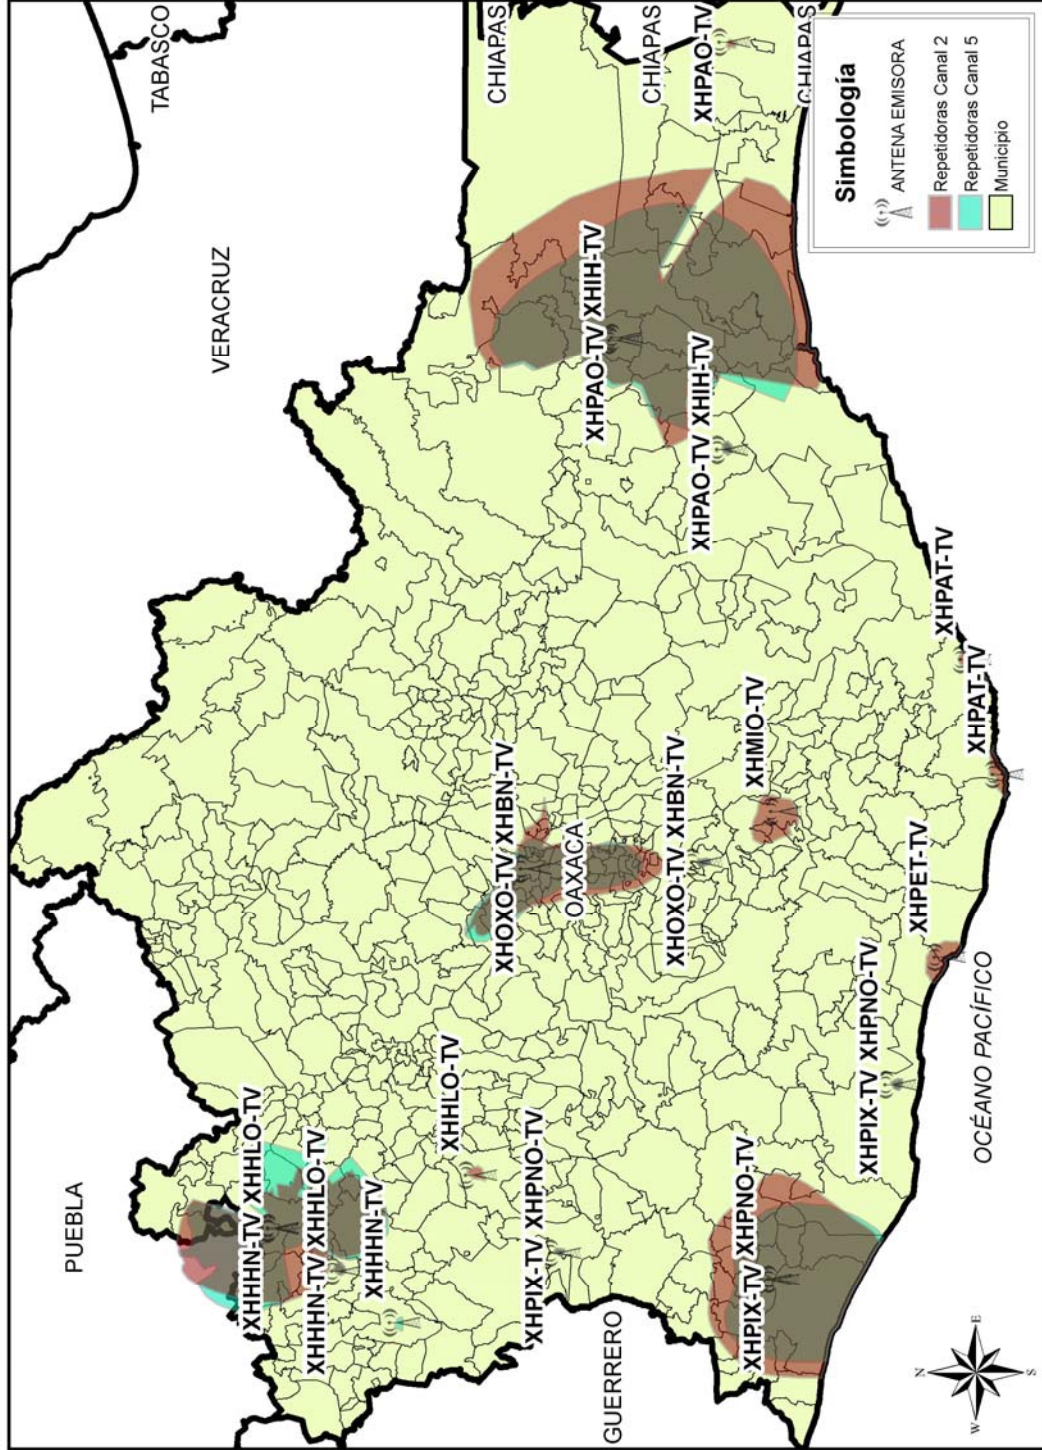 PUEBLA
VERACRUZ
TABASCO
XHHHN-TV XHHLO-TV
XHHHN-TV XHHLO-TV
XHHHN-TV
XHHLO-TV
XHPIX-TV XHPNO-TV
GUERRERO
XHPIX-TV XHPNO-TV
XHPIX-TV XHPNO-TV
XHOXO-TV XHBN-TV
OAXACA
XHOXO-TV XHBN-TV
XHMIO-TV
XHPET-TV
XHPAT-TV
XHPAT-TV
XHPAO-TV XHIH-TV
XHPAO-TV XHIH-TV
CHIAPAS
CHIAPAS
XHPAO-TV
CHIAPAS
OCÉANO PACÍFICO
N
W
E
S
Simbología
ANTENA EMISORA
Repetidoras Canal 2
Repetidoras Canal 5
Municipio